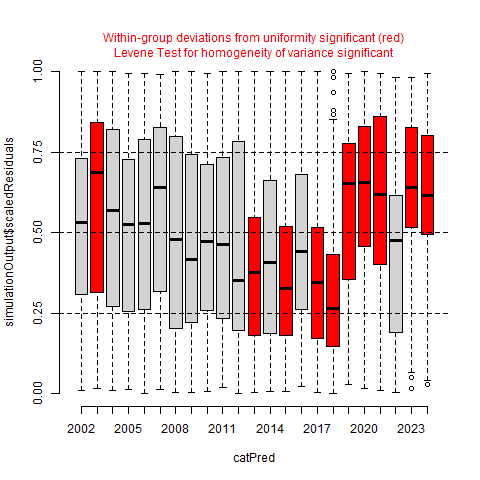 Within-group deviations from uniformity significant (red)
Levene Test for homogeneity of variance significant
simulationOutput$scaledResiduals
1.00
0.75
0.50
0.25
0.00
2002 2005 2008 2011 2014 2017 2020 2023
catPred